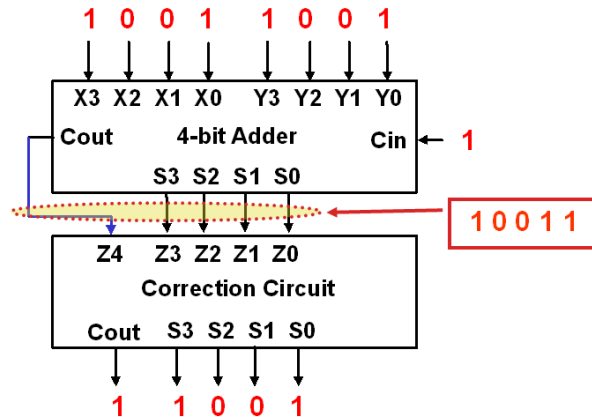 1 0 0 1 1 0 0 1
X3 X2 X1 X0 Y3 Y2 Y1 Y0
Cout 4-bit Adder Cin 1
S3 S2 S1 S0
1 0 0 1 1
Z4 Z3 Z2 Z1 Z0
Correction Circuit
Cout S3 S2 S1 S0
1 1 0 0 1